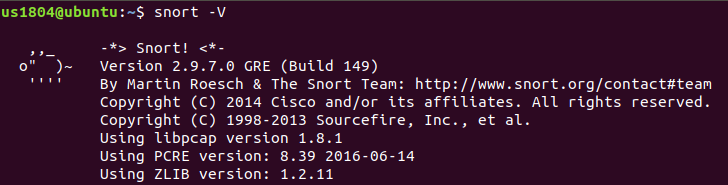 us1804@ubuntu:~$ snort -V
,,_     -*> Snort! <*-
o"  )~   Version 2.9.7.0 GRE (Build 149)
''''    By Martin Roesch & The Snort Team: http://www.snort.org/contact#team
Copyright (C) 2014 Cisco and/or its affiliates. All rights reserved.
Copyright (C) 1998-2013 Sourcefire, Inc., et al.
Using libpcap version 1.8.1
Using PCRE version: 8.39 2016-06-14
Using ZLIB version: 1.2.11